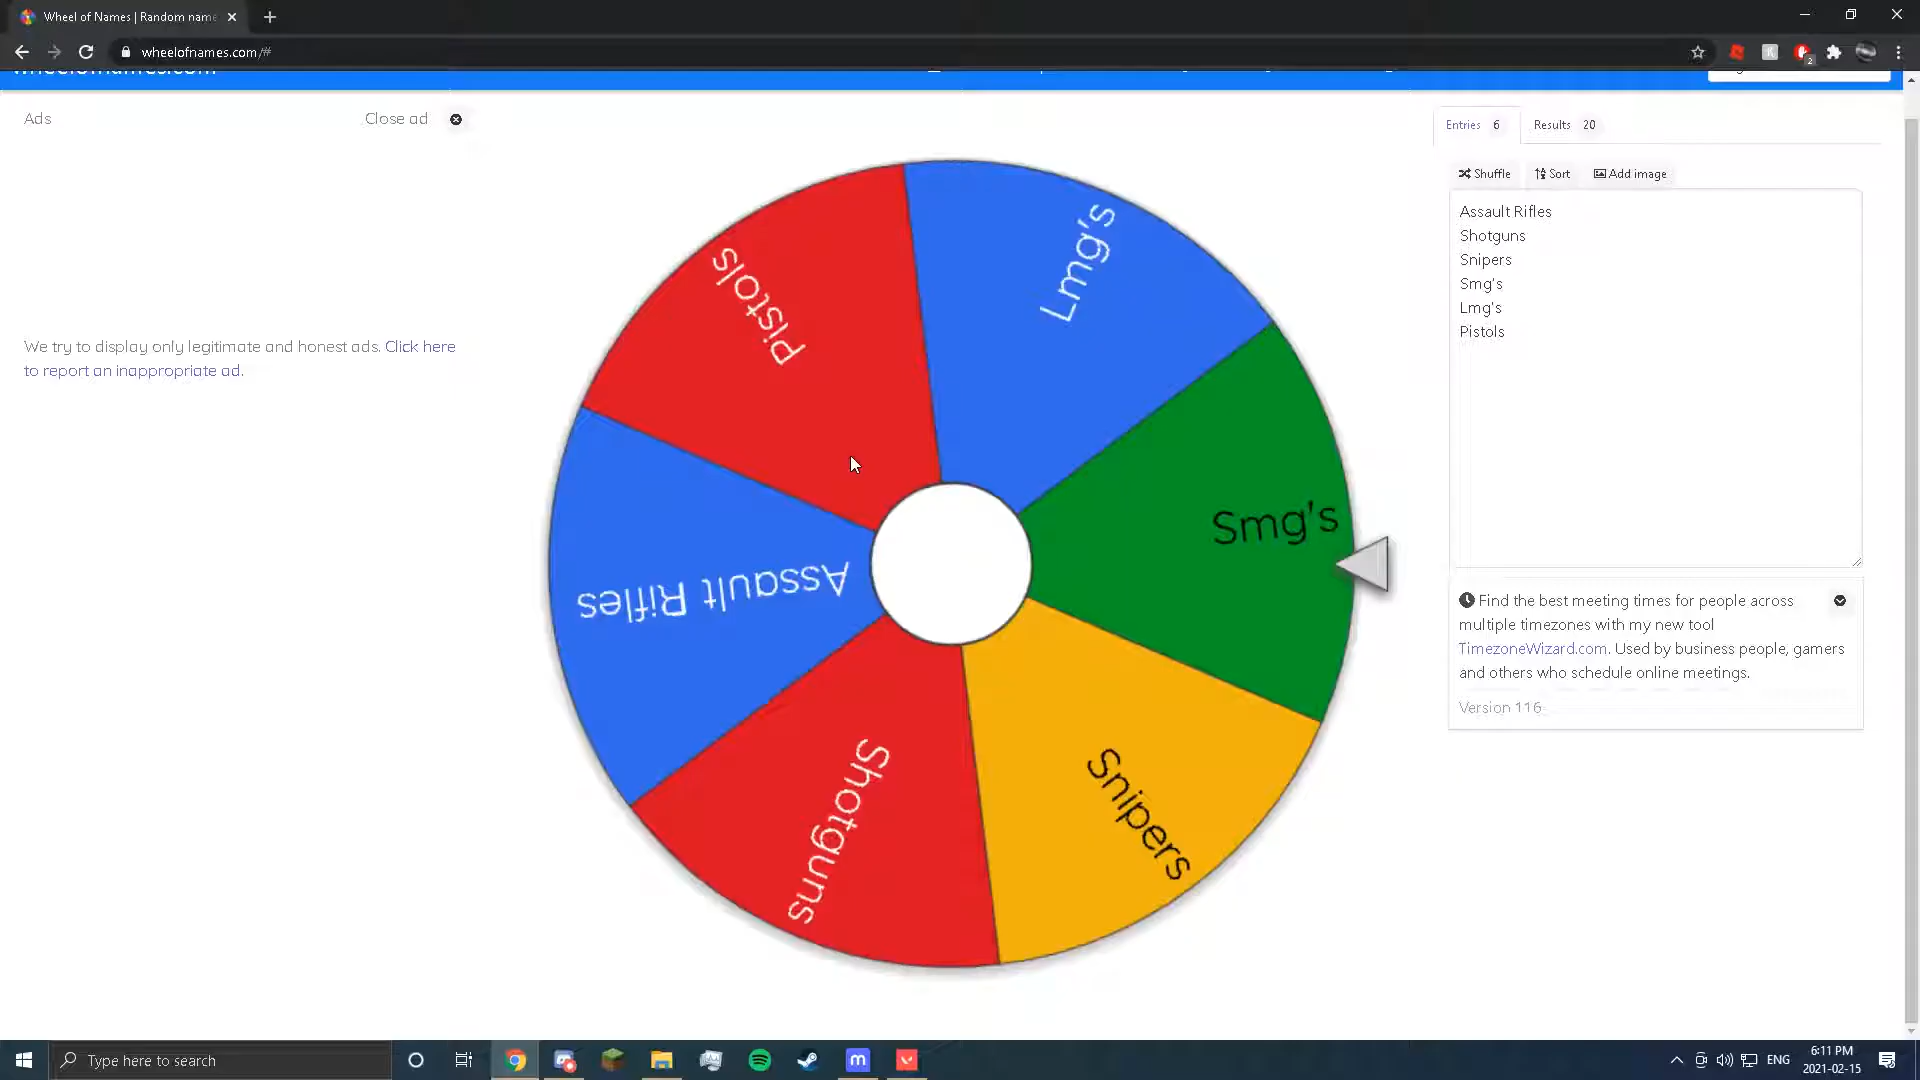 Wheel of Names | Random name
wheelofnames.com/#
2
wheelofnames.com
Ads
Close ad
We try to display only legitimate and honest ads. Click here
to report an inappropriate ad.
Pistols
Lmg's
Smg's
Snipers
Shotguns
Assault Rifles
Entries 6
Results 20
Shuffle
Sort
Add image
Assault Rifles
Shotguns
Snipers
Smg's
Lmg's
Pistols
Find the best meeting times for people across
multiple timezones with my new tool
TimezoneWizard.com. Used by business people, gamers
and others who schedule online meetings.
Version 116
Type here to search
m
ENG
6:11 PM
2021-02-15